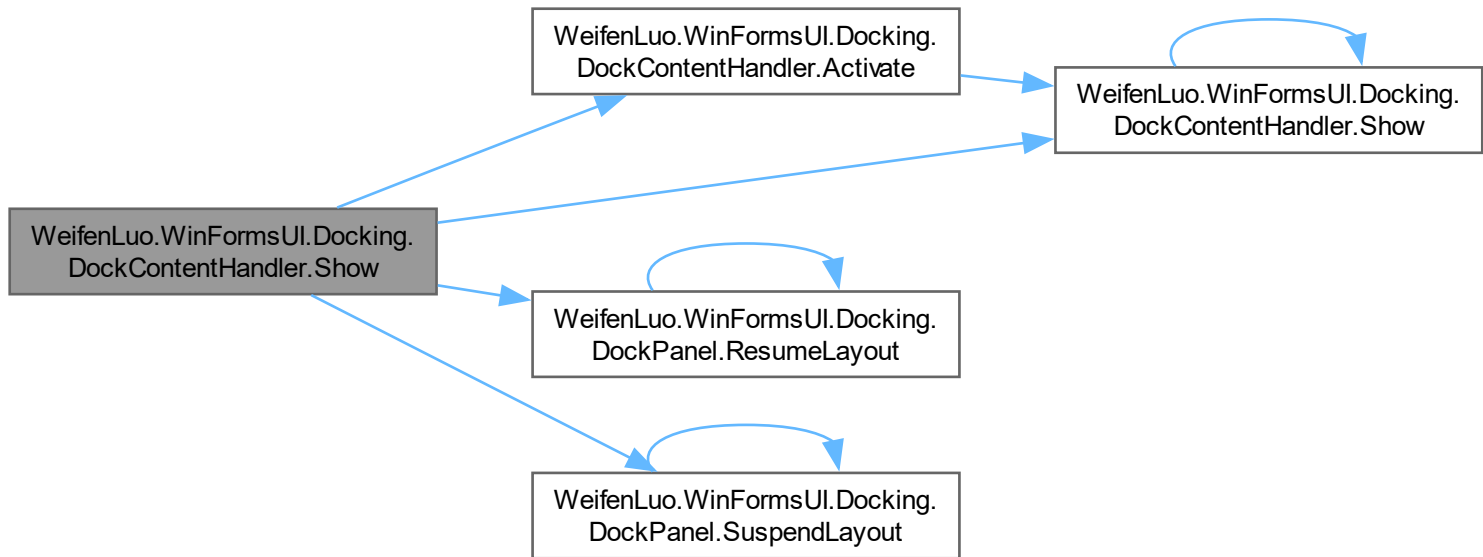 WeifenLuo.WinFormsUI.Docking.
DockContentHandler.Activate
WeifenLuo.WinFormsUI.Docking.
DockContentHandler.Show
WeifenLuo.WinFormsUI.Docking.
DockContentHandler.Show
WeifenLuo.WinFormsUI.Docking.
DockPanel.ResumeLayout
WeifenLuo.WinFormsUI.Docking.
DockPanel.SuspendLayout